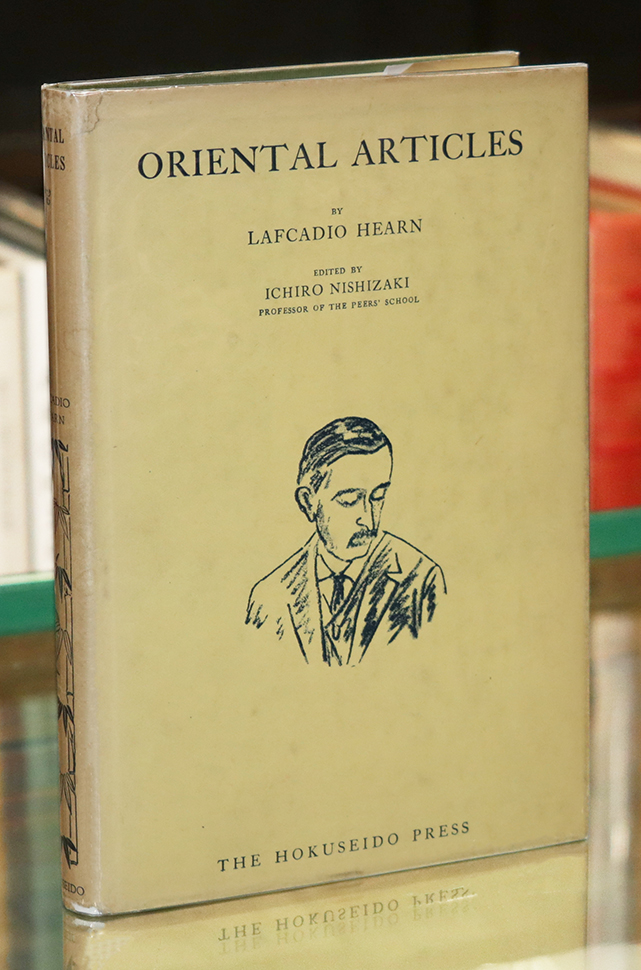 ORIENTAL ARTICLES
BY
LAFCADIO HEARN
EDITED BY
ICHIRO NISHIZAKI
PROFESSOR OF THE PEERS' SCHOOL
THE HOKUSEIDO PRESS